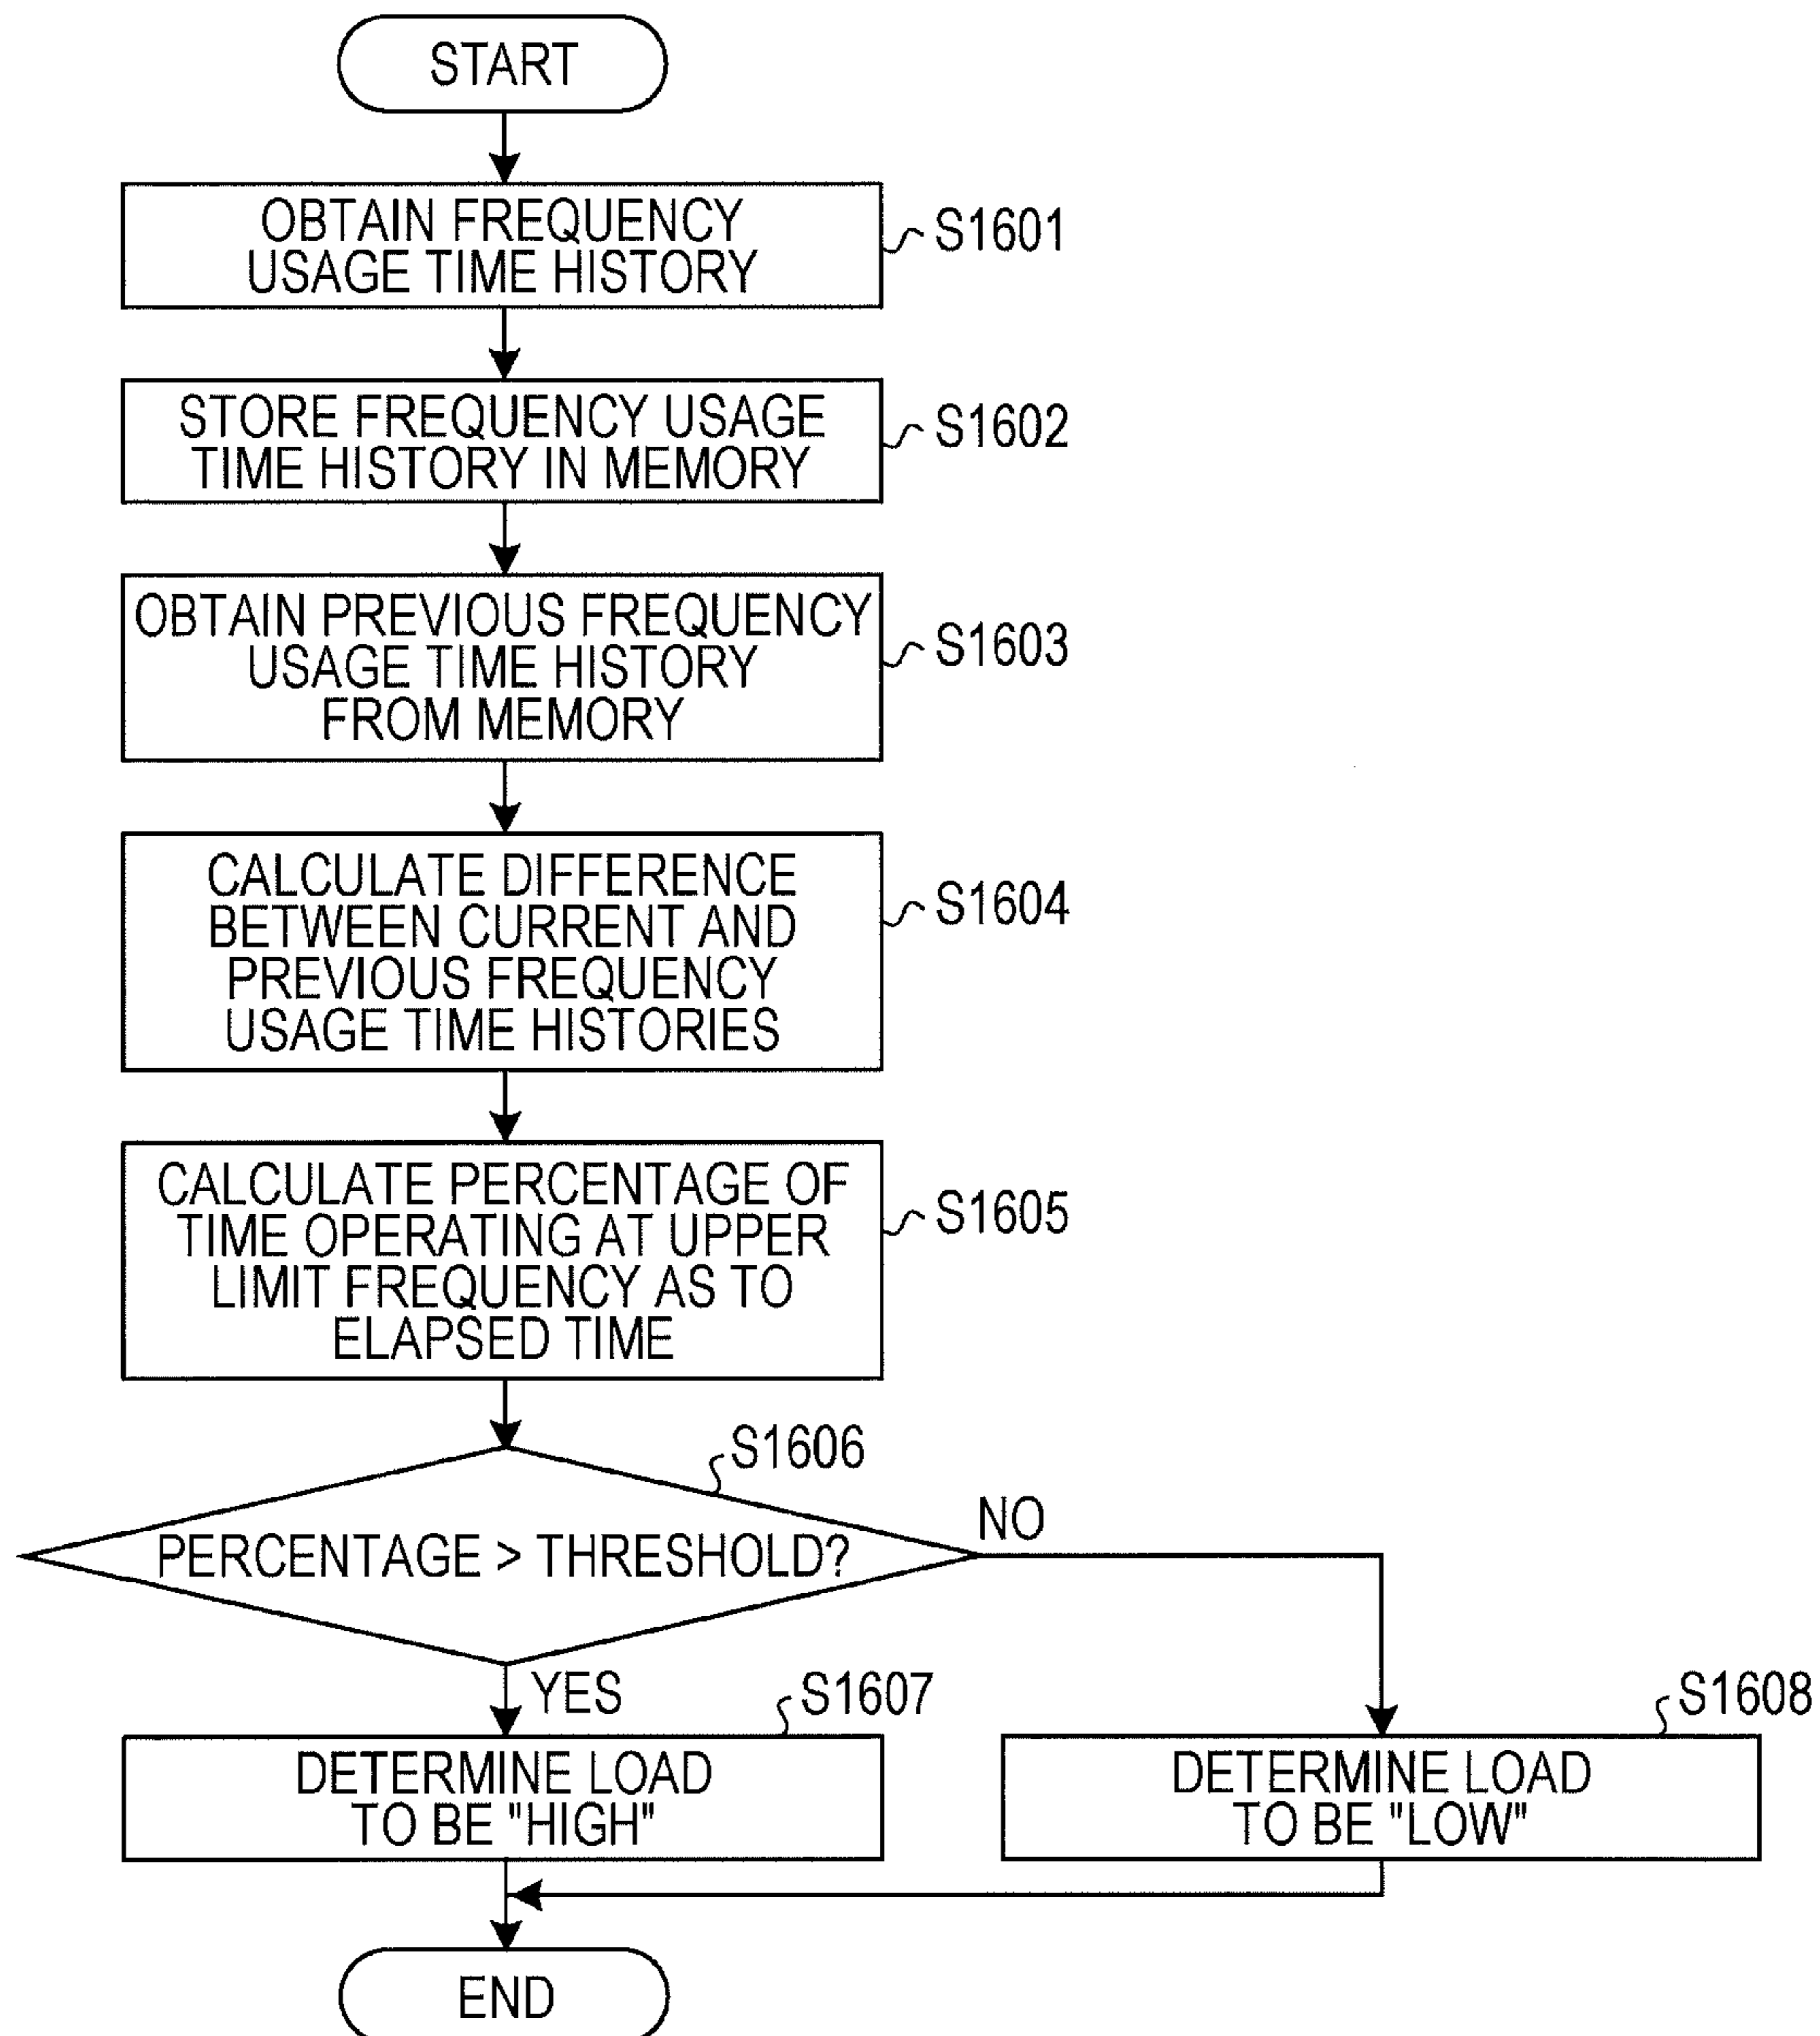 START
OBTAIN FREQUENCY
USAGE TIME HISTORY
S1601
STORE FREQUENCY USAGE
TIME HISTORY IN MEMORY
S1602
OBTAIN PREVIOUS FREQUENCY
USAGE TIME HISTORY
FROM MEMORY
S1603
CALCULATE DIFFERENCE
BETWEEN CURRENT AND
PREVIOUS FREQUENCY
USAGE TIME HISTORIES
S1604
CALCULATE PERCENTAGE OF
TIME OPERATING AT UPPER
LIMIT FREQUENCY AS TO
ELAPSED TIME
S1605
S1606
PERCENTAGE > THRESHOLD?
NO
YES
S1607
DETERMINE LOAD
TO BE "HIGH"
S1608
DETERMINE LOAD
TO BE "LOW"
END